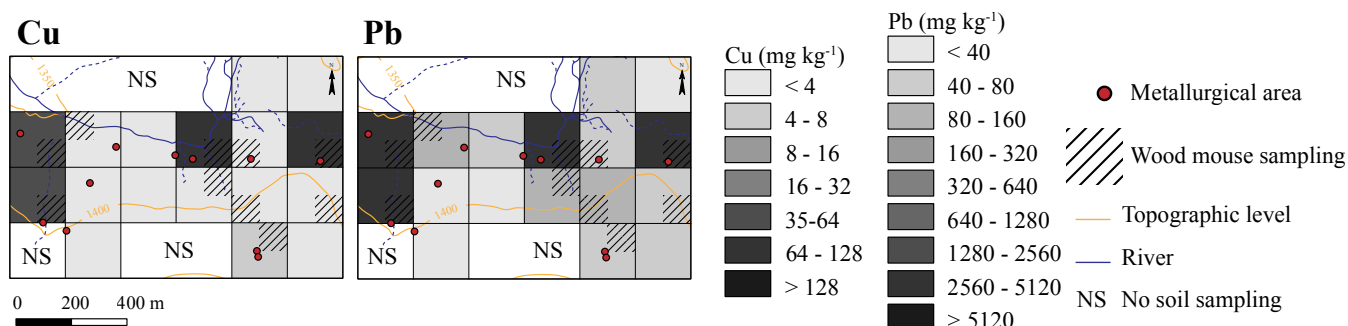 Cu
Pb
1350
NS
N
1400
NS
NS
0 200 400 m
1350
NS
N
1400
NS
NS
Cu (mg kg⁻¹)
< 4
4 - 8
8 - 16
16 - 32
35-64
64 - 128
> 128
Pb (mg kg⁻¹)
< 40
40 - 80
80 - 160
160 - 320
320 - 640
640 - 1280
1280 - 2560
2560 - 5120
> 5120
Metallurgical area
Wood mouse sampling
Topographic level
River
NS No soil sampling